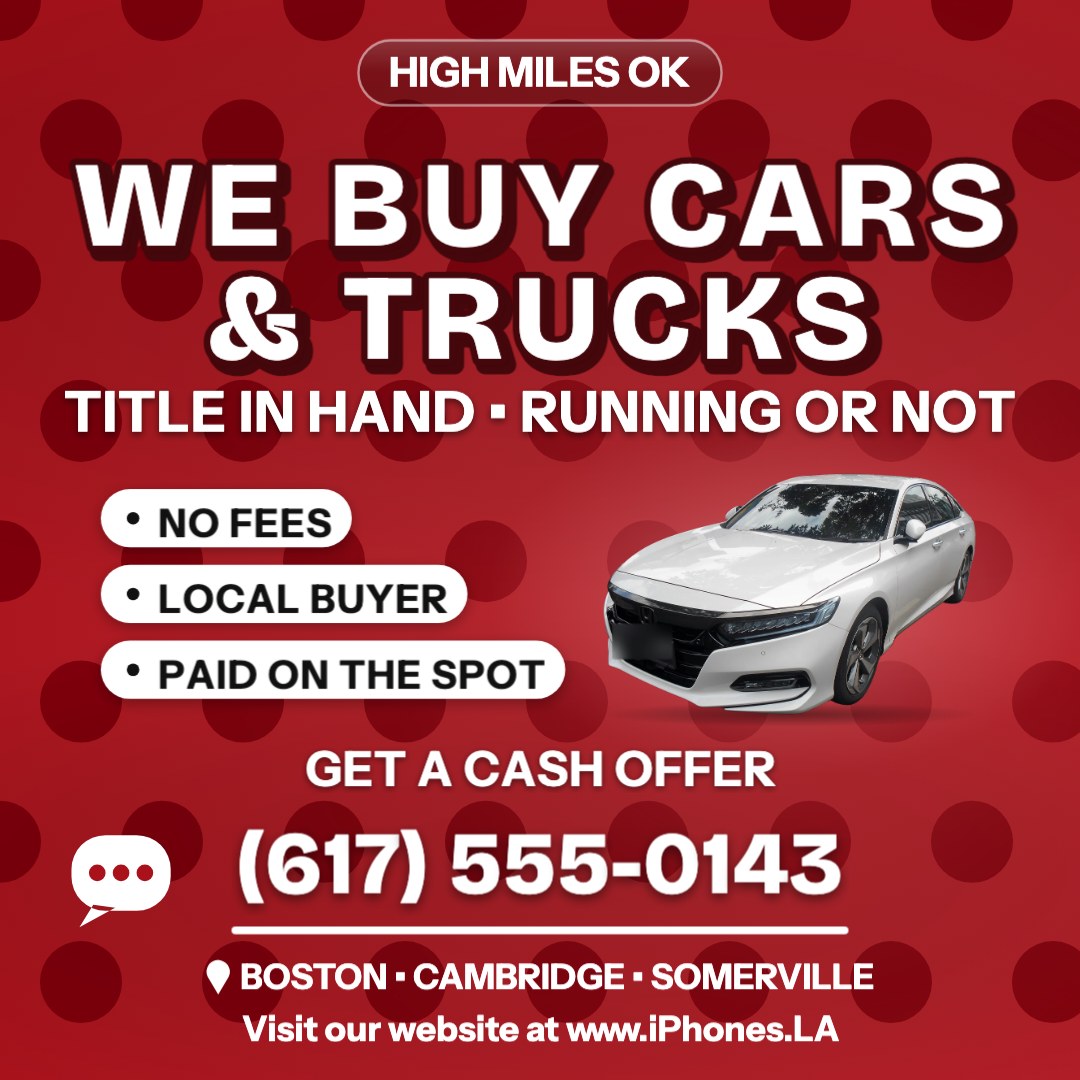 HIGH MILES OK
WE BUY CARS
& TRUCKS
TITLE IN HAND ▪ RUNNING OR NOT
• NO FEES
• LOCAL BUYER
• PAID ON THE SPOT
GET A CASH OFFER
(617) 555-0143
BOSTON ▪ CAMBRIDGE ▪ SOMERVILLE
Visit our website at www.iPhones.LA